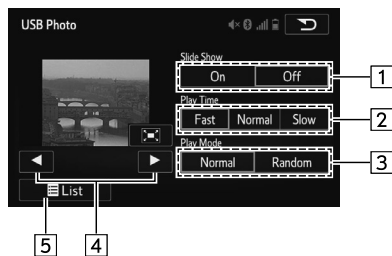 USB Photo
Slide Show
On Off
1
Play Time
Fast Normal Slow
2
Play Mode
Normal Random
3
List
5 4